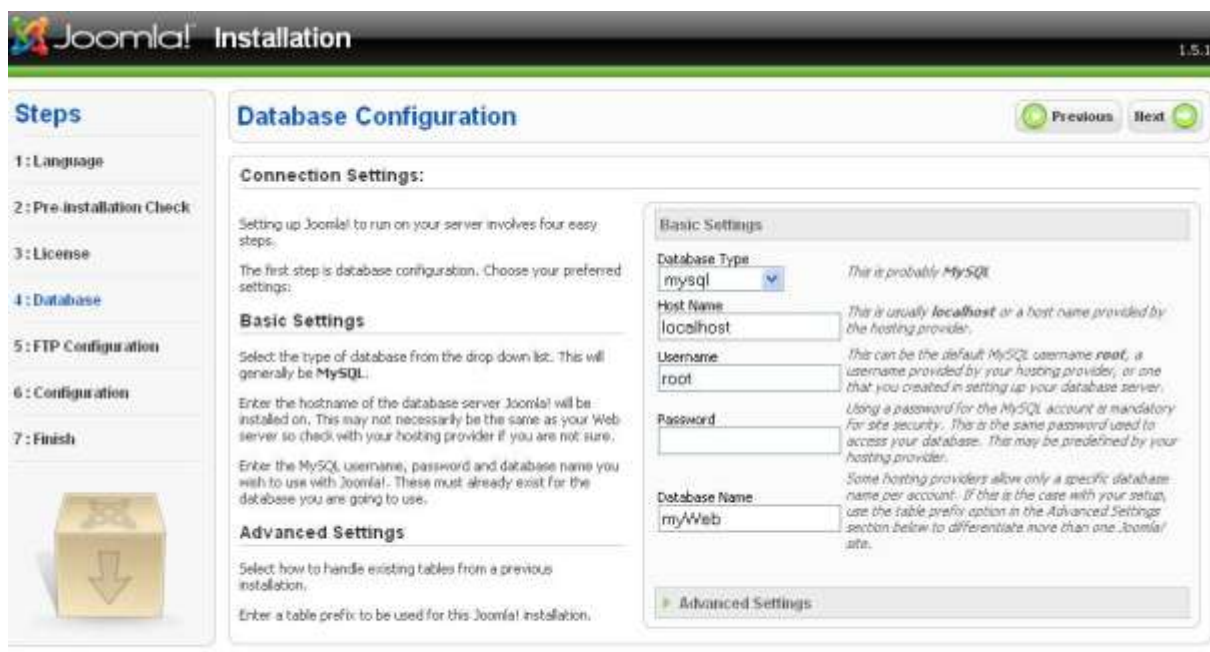 Joomla! Installation
1.5.1
Steps
1 : Language
2 : Pre-installation Check
3 : License
4 : Database
5 : FTP Configuration
6 : Configuration
7 : Finish
Database Configuration
Previous
Next
Connection Settings:
Setting up Joomla! to run on your server involves four easy
steps.
The first step is database configuration. Choose your preferred
settings:
Basic Settings
Select the type of database from the drop down list. This will
generally be MySQL.
Enter the hostname of the database server Joomla! will be
installed on. This may not necessarily be the same as your Web
server so check with your hosting provider if you are not sure.
Enter the MySQL username, password and database name you
wish to use with Joomla!. These must already exist for the
database you are going to use.
Advanced Settings
Select how to handle existing tables from a previous
installation.
Enter a table prefix to be used for this Joomla! installation.
Basic Settings
Database Type
mysql
This is probably MySQL
Host Name
localhost
This is usually localhost or a host name provided by
the hosting provider.
Username
root
This can be the default MySQL username root, a
username provided by your hosting provider, or one
that you created in setting up your database server.
Password
Using a password for the MySQL account is mandatory
for site security. This is the same password used to
access your database. This may be predefined by your
hosting provider.
Database Name
myWeb
Some hosting providers allow only a specific database
name per account. If this is the case with your setup,
use the table prefix option in the Advanced Settings
section below to differentiate more than one Joomla!
site.
Advanced Settings